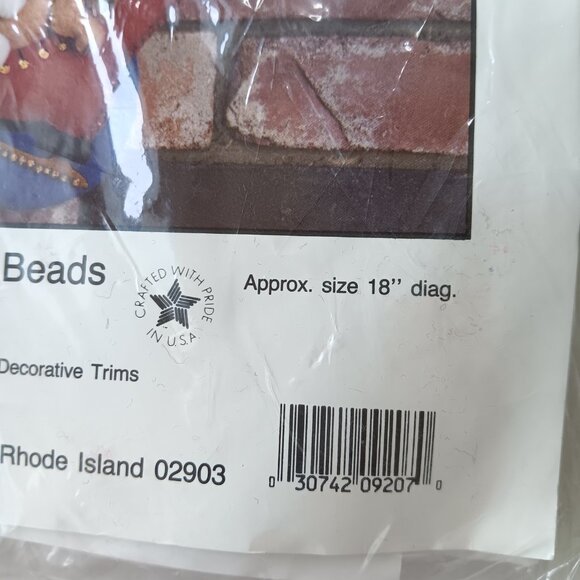 Beads
CRAFTED WITH PRIDE
IN U.S.A
Approx. size 18'' diag.
Decorative Trims
Rhode Island 02903
0 30742 09207 0